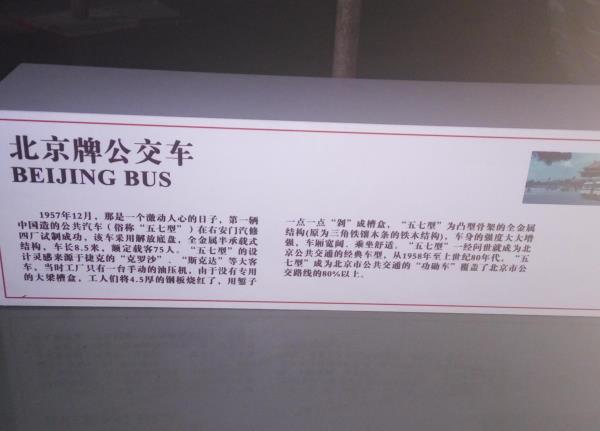 北京牌公交车
BEIJING BUS
1957年12月，那是一个激动人心的日子，第一辆
中国造的公共汽车（俗称“五七型”）在右安门汽修
四厂试制成功，该车采用解放底盘，全金属半承载式
结构，车长8.5米，额定载客75人。“五七型”的设
计灵感来源于捷克的“克罗沙”、“斯克达”等大客
车，当时工厂只有一台手动的油压机，由于没有专用
的大梁槽盒，工人们将4.5厚的钢板烧红了，用錾子
一点一点“剁”成槽盒，“五七型”为凸型骨架的全金属
结构(原为三角铁镶木条的铁木结构)，车身的强度大大增
强，车厢宽阔、乘坐舒适。“五七型”一经问世就成为北
京公共交通的经典车型，从1958年至上世纪80年代，“五
七型”成为北京市公共交通的“功勋车”覆盖了北京市公
交路线的80%以上。